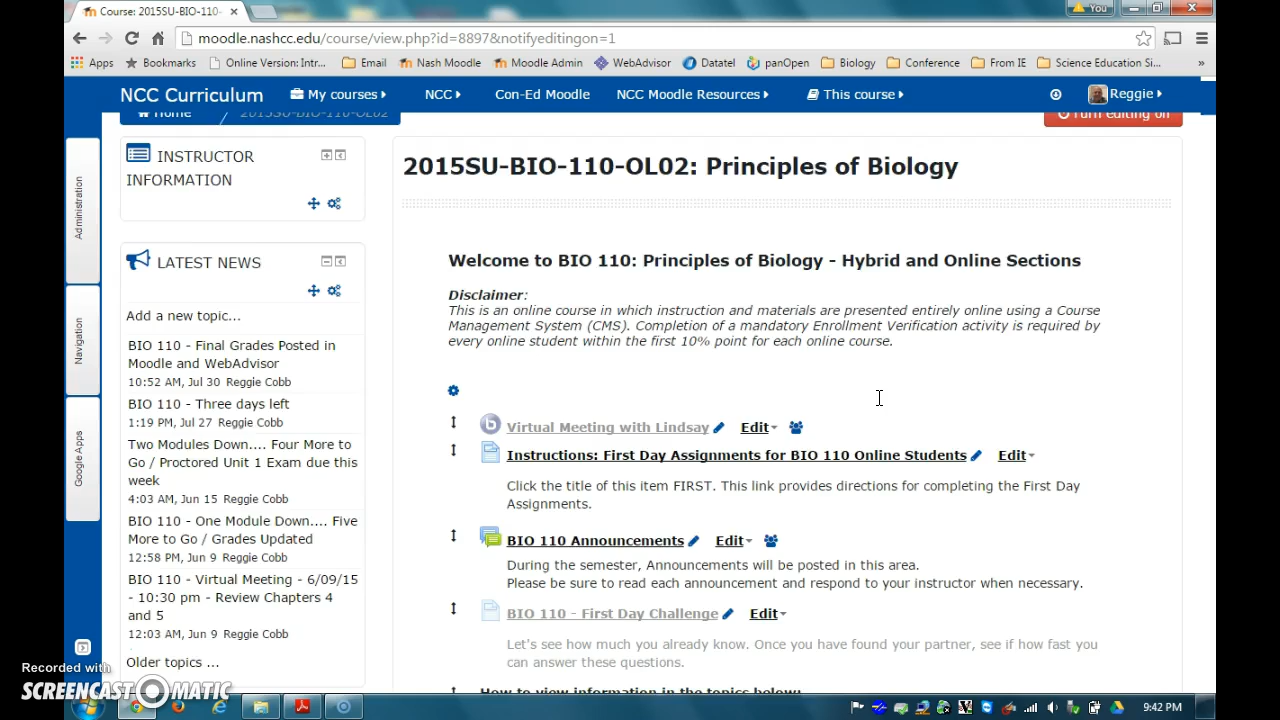 Course: 2015SU-BIO-110-
You
moodle.nashcc.edu/course/view.php?id=8897&notifyeditingon=1
Apps Bookmarks Online Version: Intr... Email Nash Moodle Moodle Admin WebAdvisor Datatel panOpen Biology Conference From IE Science Education Si... »
NCC Curriculum My courses NCC Con-Ed Moodle NCC Moodle Resources This course Reggie
Home 2015SU-BIO-110-OL02 Turn editing off
Administration
Navigation
Google Apps
INSTRUCTOR
INFORMATION
LATEST NEWS
Add a new topic...
BIO 110 - Final Grades Posted in
Moodle and WebAdvisor
10:52 AM, Jul 30 Reggie Cobb
BIO 110 - Three days left
1:19 PM, Jul 27 Reggie Cobb
Two Modules Down.... Four More to
Go / Proctored Unit 1 Exam due this
week
4:03 AM, Jun 15 Reggie Cobb
BIO 110 - One Module Down.... Five
More to Go / Grades Updated
12:58 PM, Jun 9 Reggie Cobb
BIO 110 - Virtual Meeting - 6/09/15
- 10:30 pm - Review Chapters 4
and 5
12:03 AM, Jun 9 Reggie Cobb
Older topics ...
2015SU-BIO-110-OL02: Principles of Biology
Welcome to BIO 110: Principles of Biology - Hybrid and Online Sections
Disclaimer:
This is an online course in which instruction and materials are presented entirely online using a Course
Management System (CMS). Completion of a mandatory Enrollment Verification activity is required by
every online student within the first 10% point for each online course.
Virtual Meeting with Lindsay Edit
Instructions: First Day Assignments for BIO 110 Online Students Edit
Click the title of this item FIRST. This link provides directions for completing the First Day
Assignments.
BIO 110 Announcements Edit
During the semester, Announcements will be posted in this area.
Please be sure to read each announcement and respond to your instructor when necessary.
BIO 110 - First Day Challenge Edit
Let's see how much you already know. Once you have found your partner, see if how fast you
can answer these questions.
How to view information in the topics below:
Recorded with
SCREENCAST-O-MATIC
9:42 PM